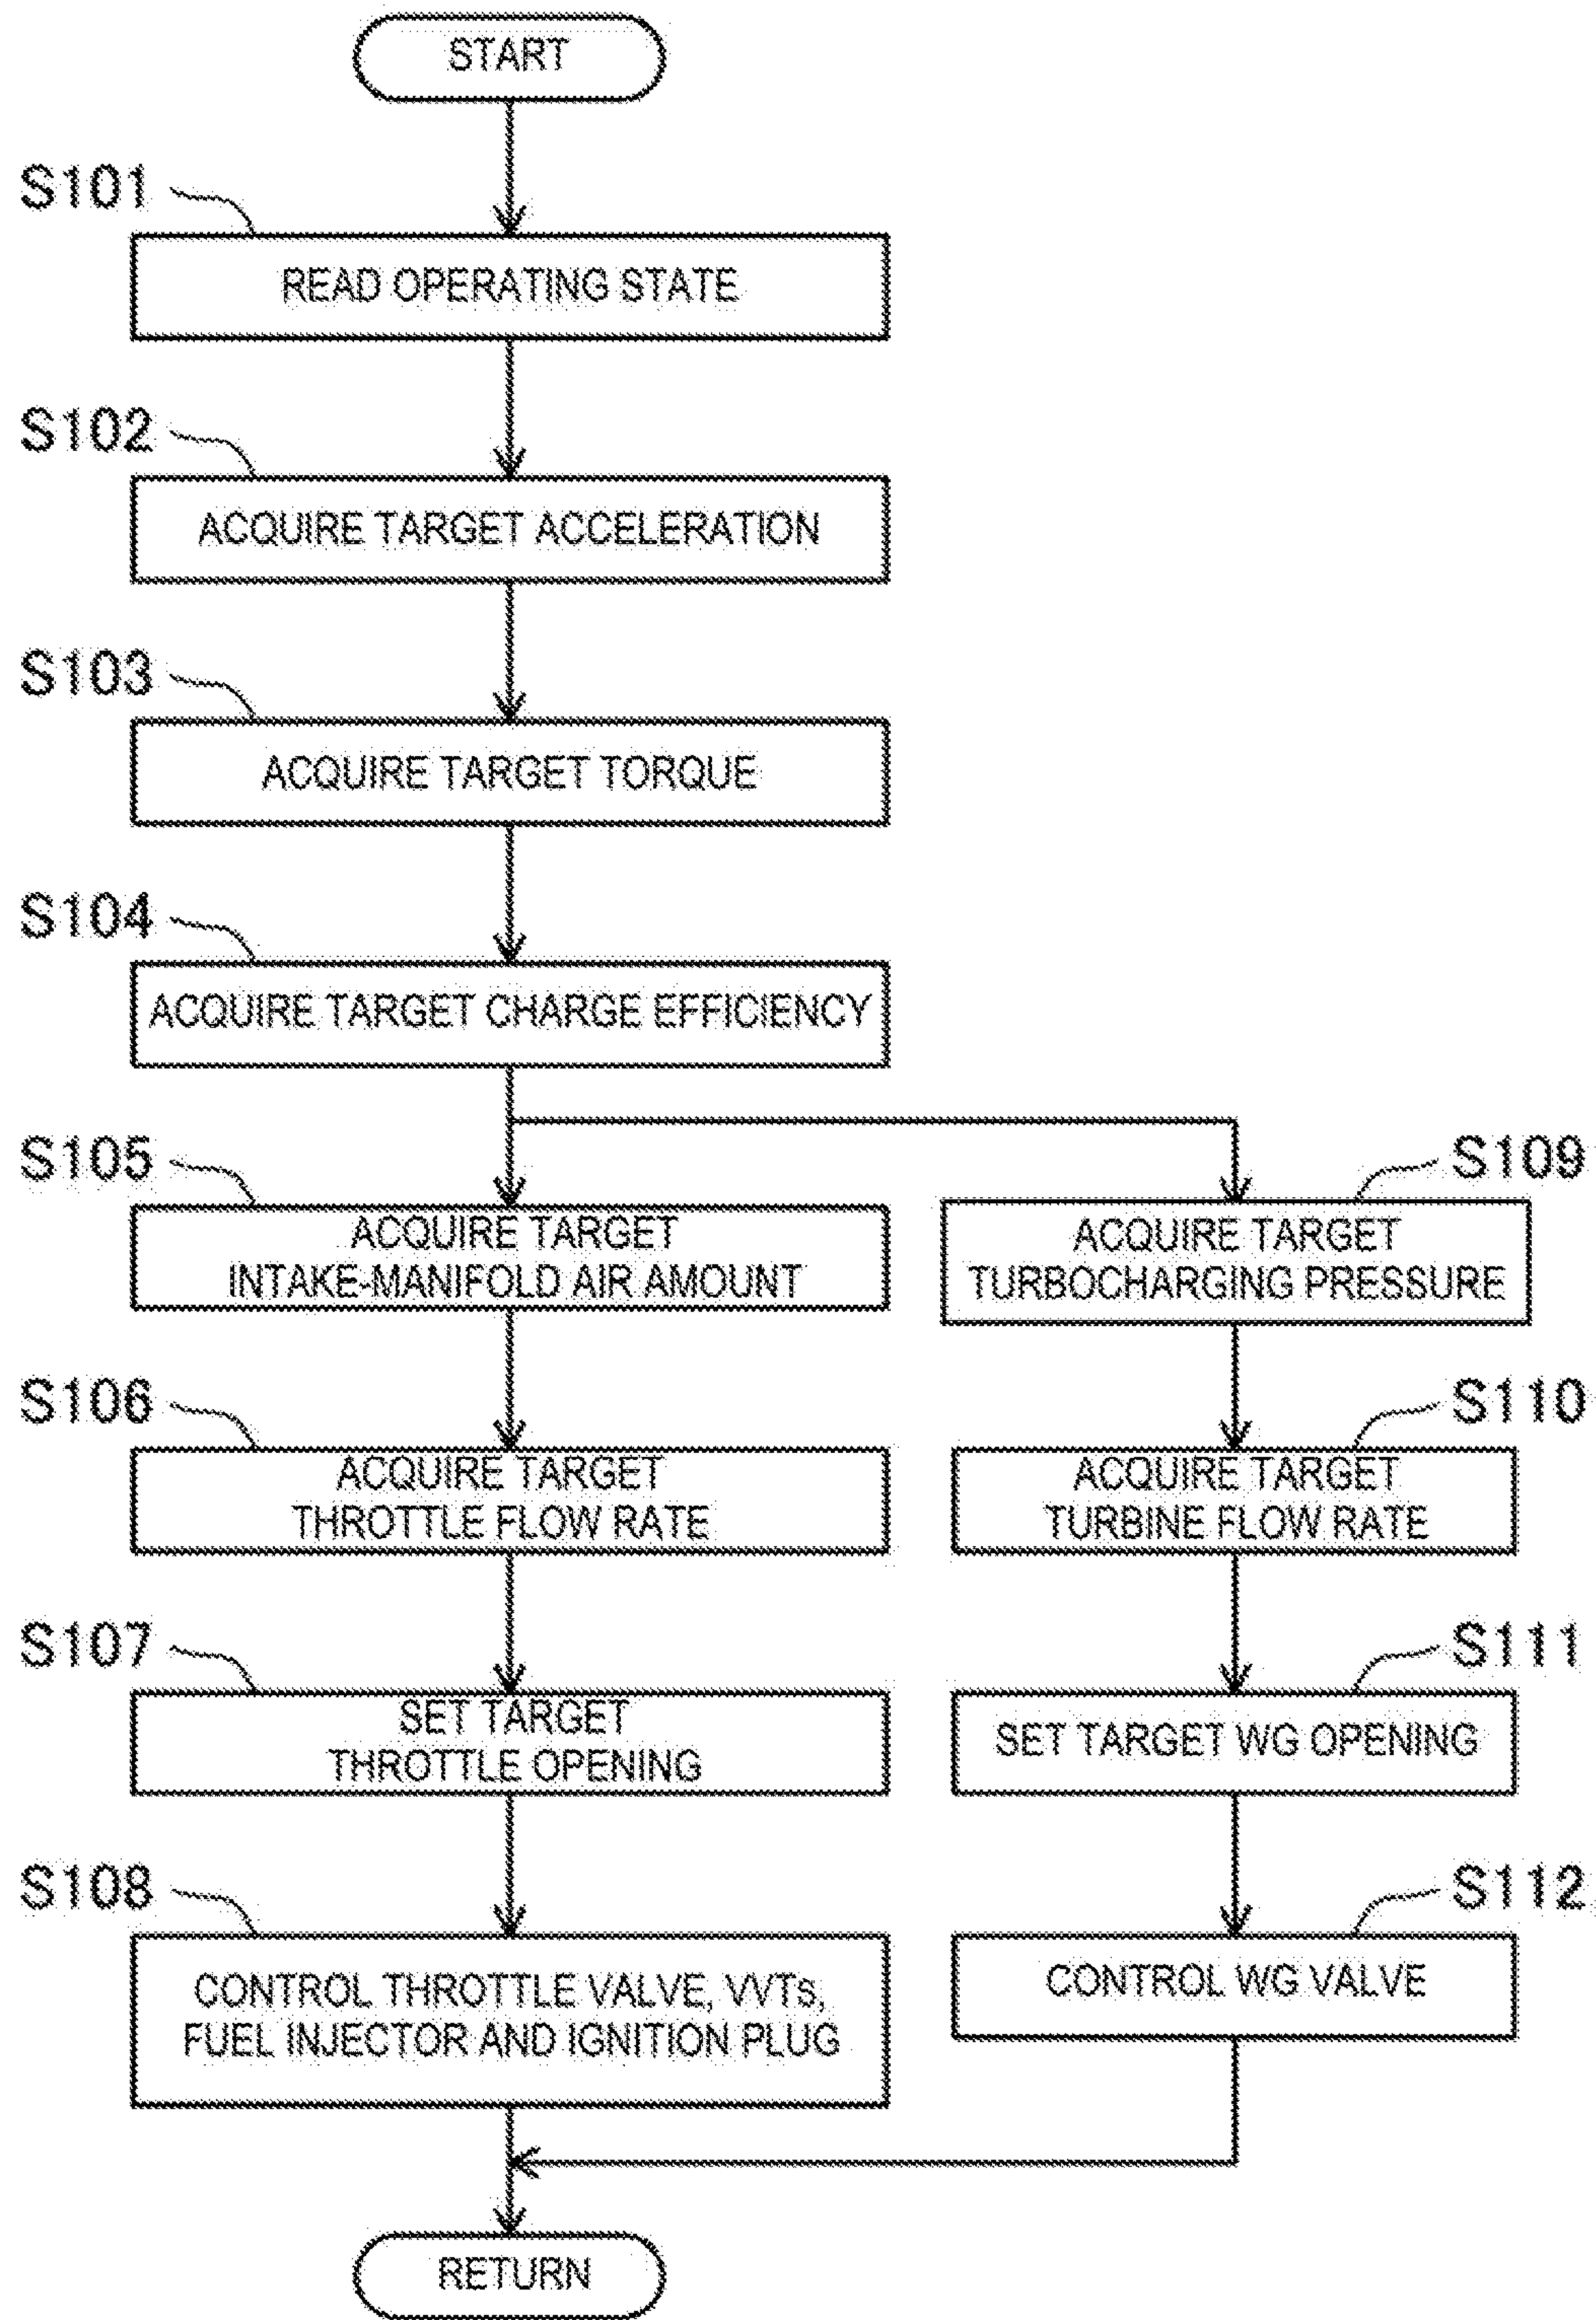 START
S101
READ OPERATING STATE
S102
ACQUIRE TARGET ACCELERATION
S103
ACQUIRE TARGET TORQUE
S104
ACQUIRE TARGET CHARGE EFFICIENCY
S105
ACQUIRE TARGET
INTAKE-MANIFOLD AIR AMOUNT
S106
ACQUIRE TARGET
THROTTLE FLOW RATE
S107
SET TARGET
THROTTLE OPENING
S108
CONTROL THROTTLE VALVE, VVTs,
FUEL INJECTOR AND IGNITION PLUG
S109
ACQUIRE TARGET
TURBOCHARGING PRESSURE
S110
ACQUIRE TARGET
TURBINE FLOW RATE
S111
SET TARGET WG OPENING
S112
CONTROL WG VALVE
RETURN